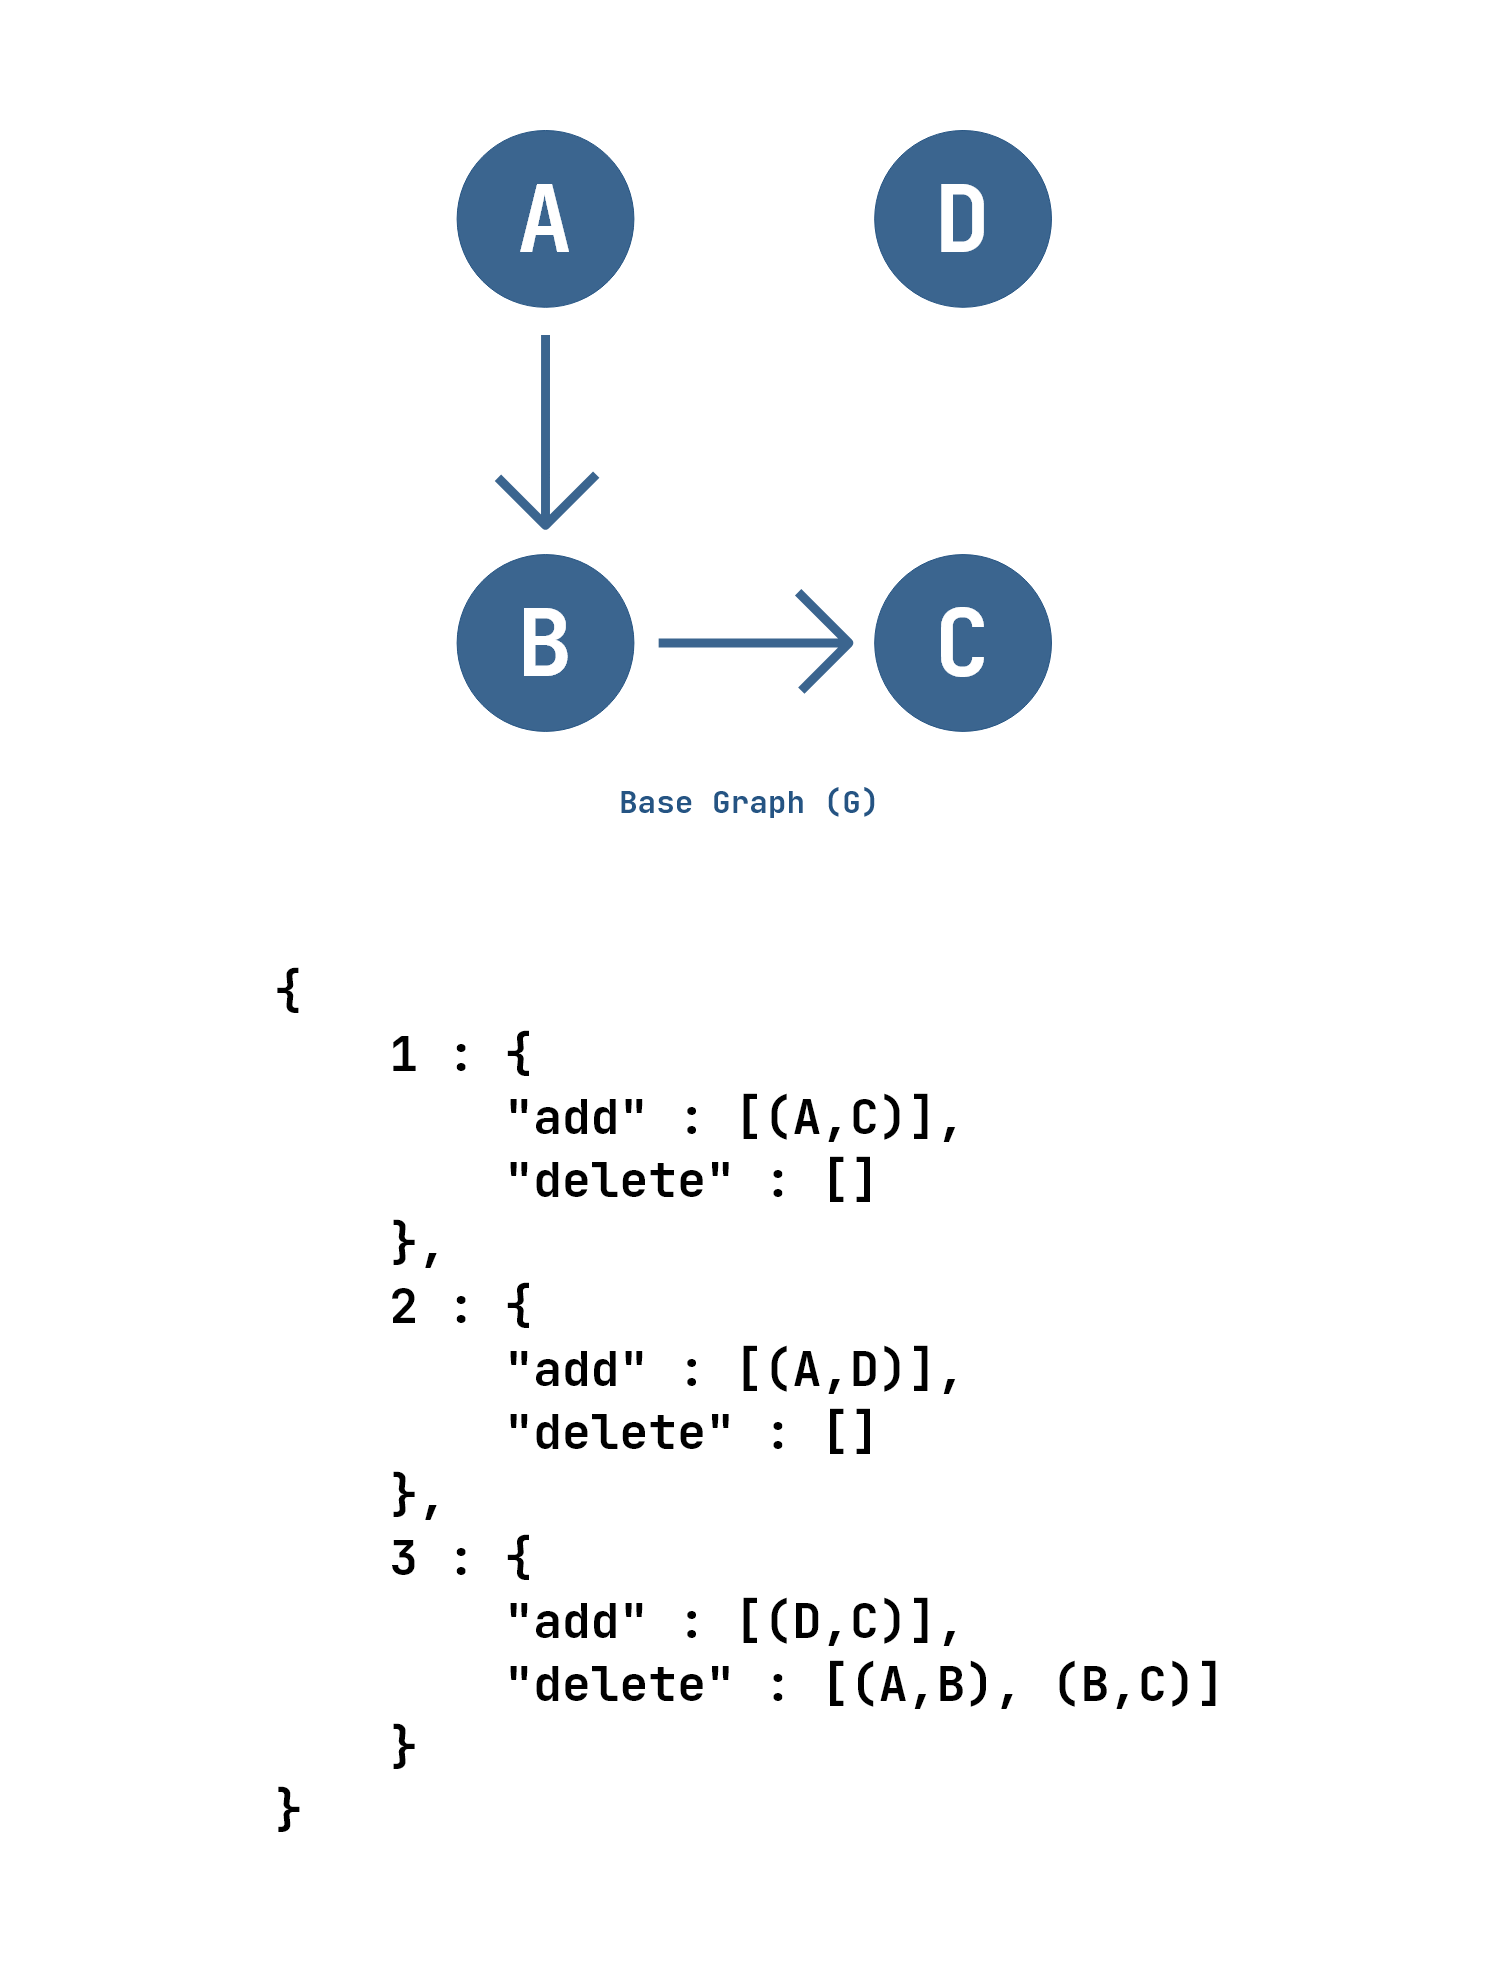 A D
B C
Base Graph (G)
{
1 : {
"add" : [(A,C)],
"delete" : []
},
2 : {
"add" : [(A,D)],
"delete" : []
},
3 : {
"add" : [(D,C)],
"delete" : [(A,B), (B,C)]
}
}